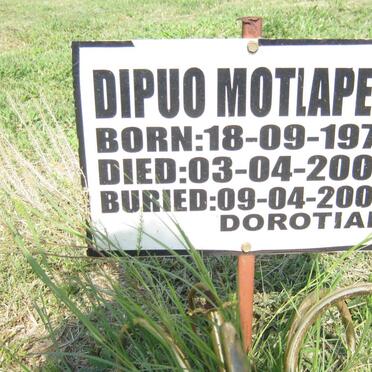 DIPUO MOTLAPE
BORN:18-09-197
DIED:03-04-200
BURIED:09-04-200
DOROTIA